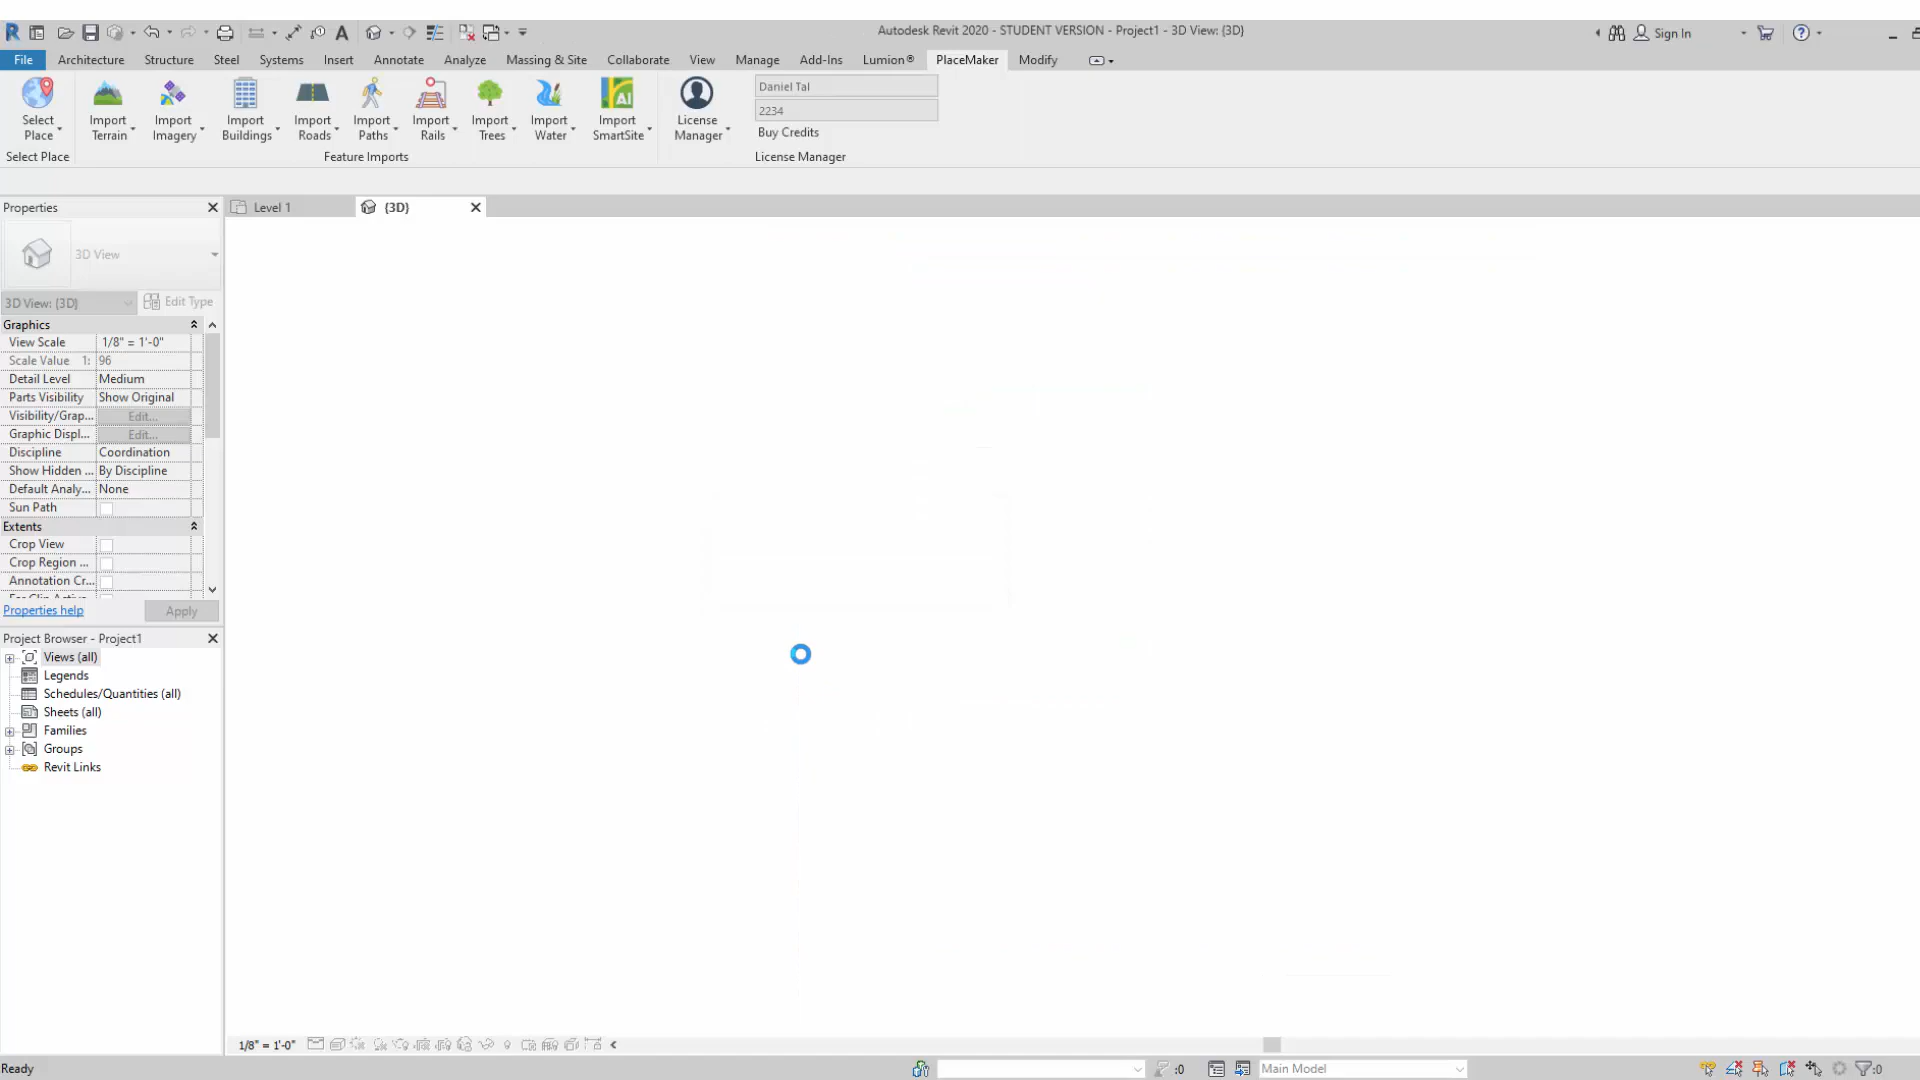 Autodesk Revit 2020 - STUDENT VERSION - Project1 - 3D View: {3D}
Sign In
File Architecture Structure Steel Systems Insert Annotate Analyze Massing & Site Collaborate View Manage Add-Ins Lumion® PlaceMaker Modify
Select Place
Import Terrain
Import Imagery
Import Buildings
Import Roads
Import Paths
Import Rails
Import Trees
Import Water
Import SmartSite
License Manager
Daniel Tal
2234
Buy Credits
Select Place
Feature Imports
License Manager
Properties
Level 1
{3D}
3D View
3D View: {3D}
Edit Type
Graphics
View Scale 1/8" = 1'-0"
Scale Value 1: 96
Detail Level Medium
Parts Visibility Show Original
Visibility/Grap... Edit...
Graphic Displ... Edit...
Discipline Coordination
Show Hidden ... By Discipline
Default Analy... None
Sun Path
Extents
Crop View
Crop Region ...
Annotation Cr...
Properties help
Apply
Project Browser - Project1
Views (all)
Legends
Schedules/Quantities (all)
Sheets (all)
Families
Groups
Revit Links
1/8" = 1'-0"
Ready
:0
Main Model
:0